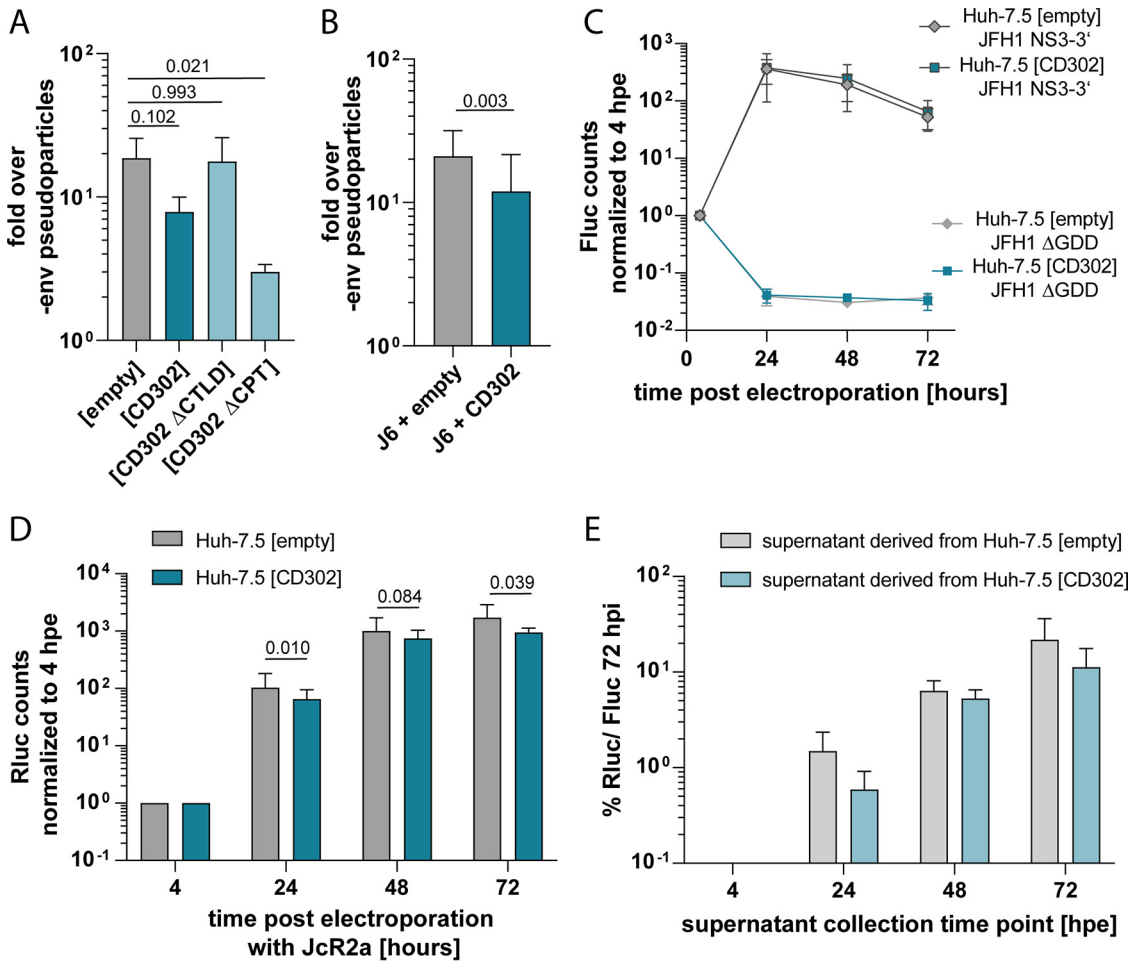 A
fold over
-env pseudoparticles
10²
10¹
10⁰
0.021
0.993
0.102
[empty]
[CD302]
[CD302 ΔCTLD]
[CD302 ΔCPT]
B
fold over
-env pseudoparticles
10²
10¹
10⁰
0.003
J6 + empty
J6 + CD302
C
Fluc counts
normalized to 4 hpe
10³
10²
10¹
10⁰
10⁻¹
10⁻²
0
24
48
72
time post electroporation [hours]
Huh-7.5 [empty]
JFH1 NS3-3‘
Huh-7.5 [CD302]
JFH1 NS3-3‘
Huh-7.5 [empty]
JFH1 ΔGDD
Huh-7.5 [CD302]
JFH1 ΔGDD
D
Huh-7.5 [empty]
Huh-7.5 [CD302]
Rluc counts
normalized to 4 hpe
10⁴
10³
10²
10¹
10⁰
10⁻¹
0.010
0.084
0.039
4
24
48
72
time post electroporation
with JcR2a [hours]
E
supernatant derived from Huh-7.5 [empty]
supernatant derived from Huh-7.5 [CD302]
% Rluc/ Fluc 72 hpi
10²
10¹
10⁰
10⁻¹
4
24
48
72
supernatant collection time point [hpe]